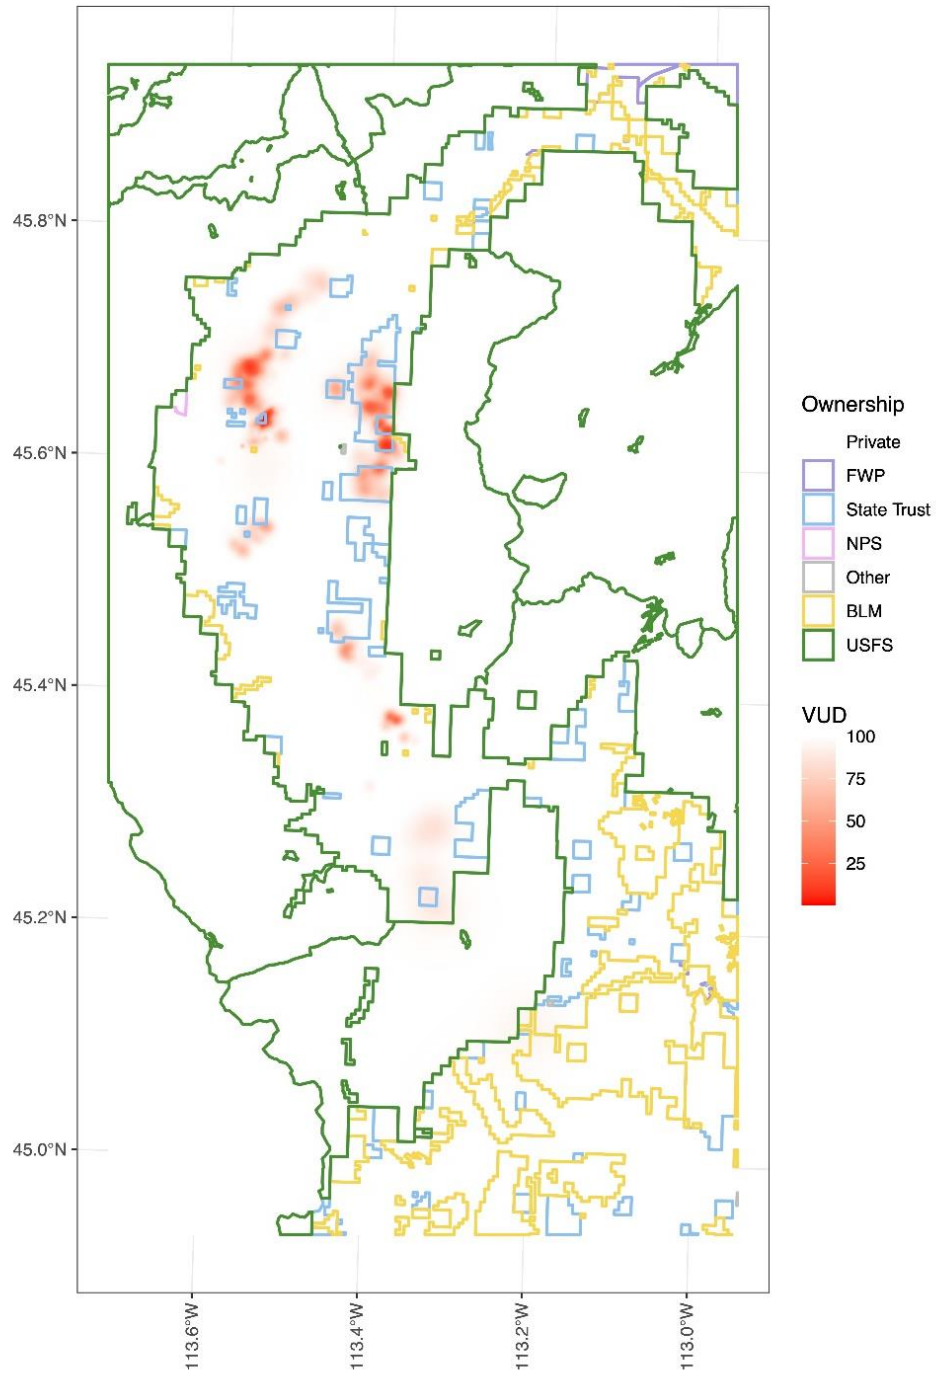 45.8°N
45.6°N
45.4°N
45.2°N
45.0°N
113.6°W
113.4°W
113.2°W
113.0°W
Ownership
Private
FWP
State Trust
NPS
Other
BLM
USFS
VUD
100
75
50
25